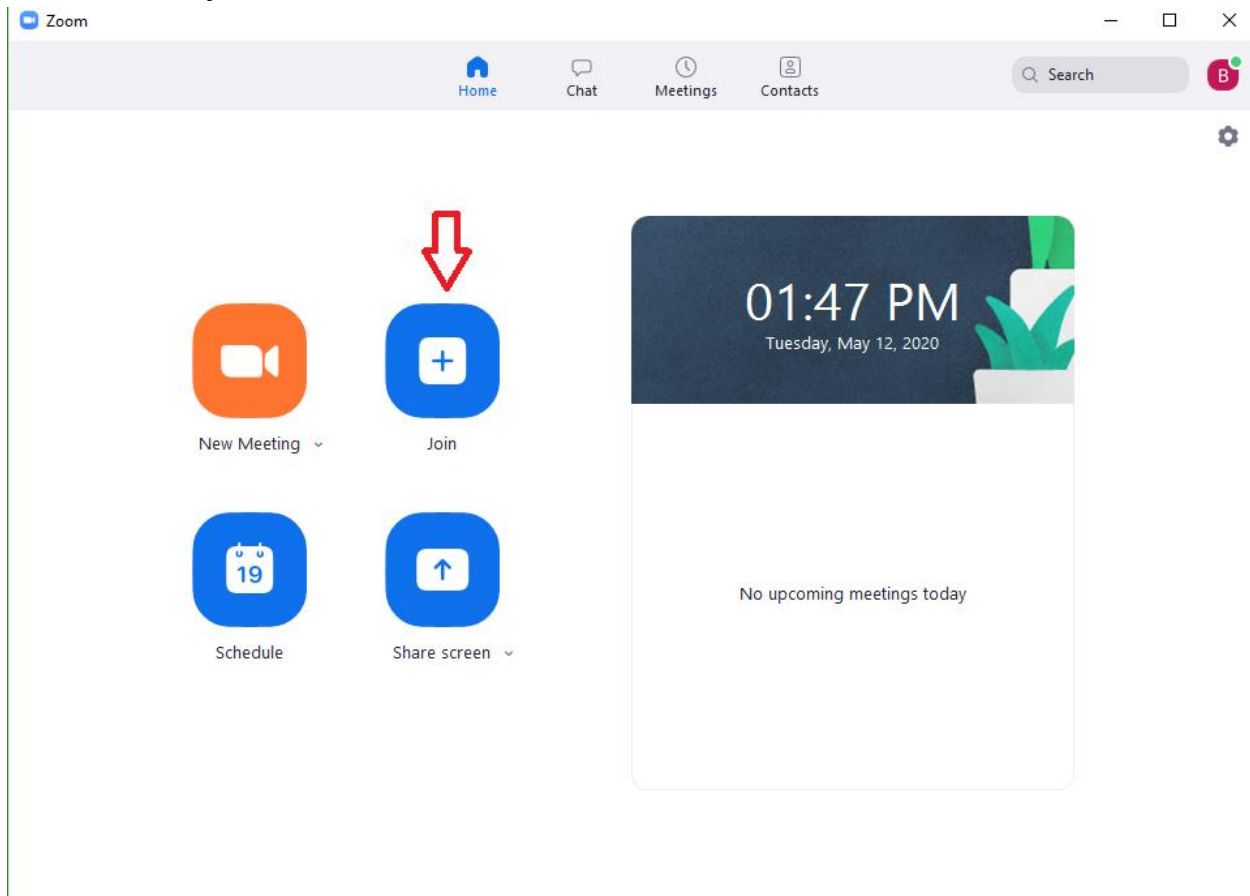 Zoom
Home
Chat
Meetings
Contacts
Search
B
01:47 PM
Tuesday, May 12, 2020
New Meeting
Join
19
Schedule
Share screen
No upcoming meetings today